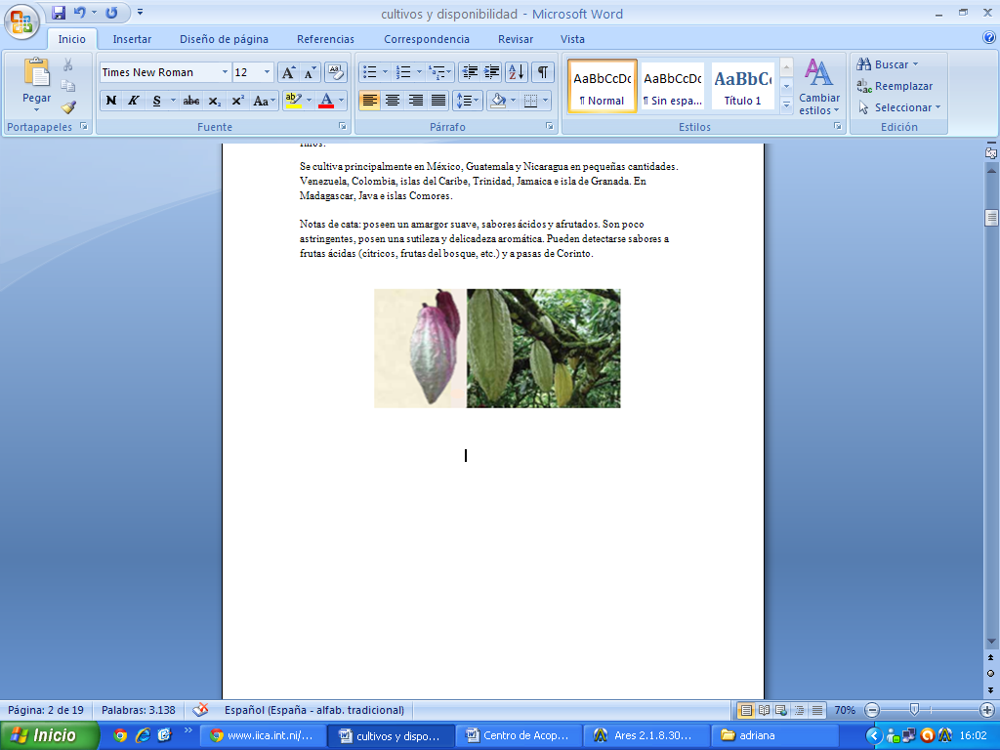 cultivos y disponibilidad - Microsoft Word
Inicio Insertar Diseño de página Referencias Correspondencia Revisar Vista
Pegar
Portapapeles
Times New Roman 12
N K S abc x₂ x² Aa ab A
Fuente
Párrafo
AaBbCcDc AaBbCcDc AaBbC
¶ Normal ¶ Sin espa... Título 1
Cambiar estilos
Estilos
Buscar
Reemplazar
Seleccionar
Edición
Se cultiva principalmente en México, Guatemala y Nicaragua en pequeñas cantidades.
Venezuela, Colombia, islas del Caribe, Trinidad, Jamaica e isla de Granada. En
Madagascar, Java e islas Comores.
Notas de cata: poseen un amargor suave, sabores ácidos y afrutados. Son poco
astringentes, posen una sutileza y delicadeza aromática. Pueden detectarse sabores a
frutas ácidas (cítricos, frutas del bosque, etc.) y a pasas de Corinto.
Página: 2 de 19 Palabras: 3.138 Español (España - alfab. tradicional) 70%
Inicio www.iica.int.ni/... cultivos y dispo... Centro de Acop... Ares 2.1.8.30... adriana 16:02